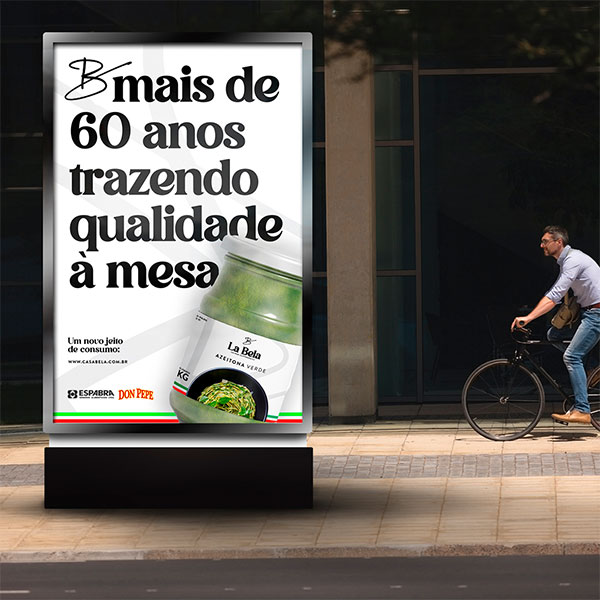 B
mais de
60 anos
trazendo
qualidade
à mesa
Um novo jeito
de consumo:
WWW.CASABELA.COM.BR
ESPABRA
DON PEPE
La Bela
AZEITONA VERDE
KG